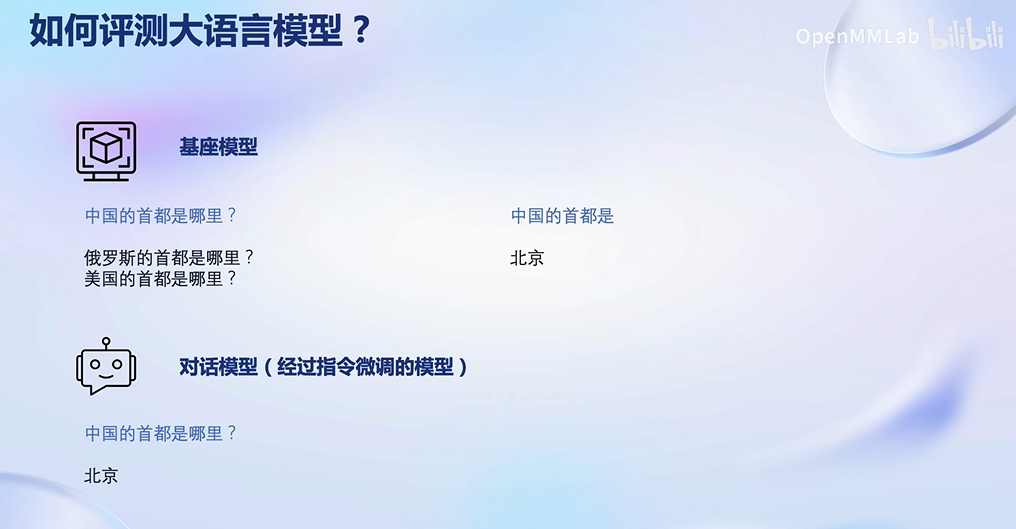 如何评测大语言模型？
OpenMMLab bilibili
基座模型
中国的首都是哪里？
俄罗斯的首都是哪里？
美国的首都是哪里？
中国的首都是
北京
对话模型（经过指令微调的模型）
中国的首都是哪里？
北京